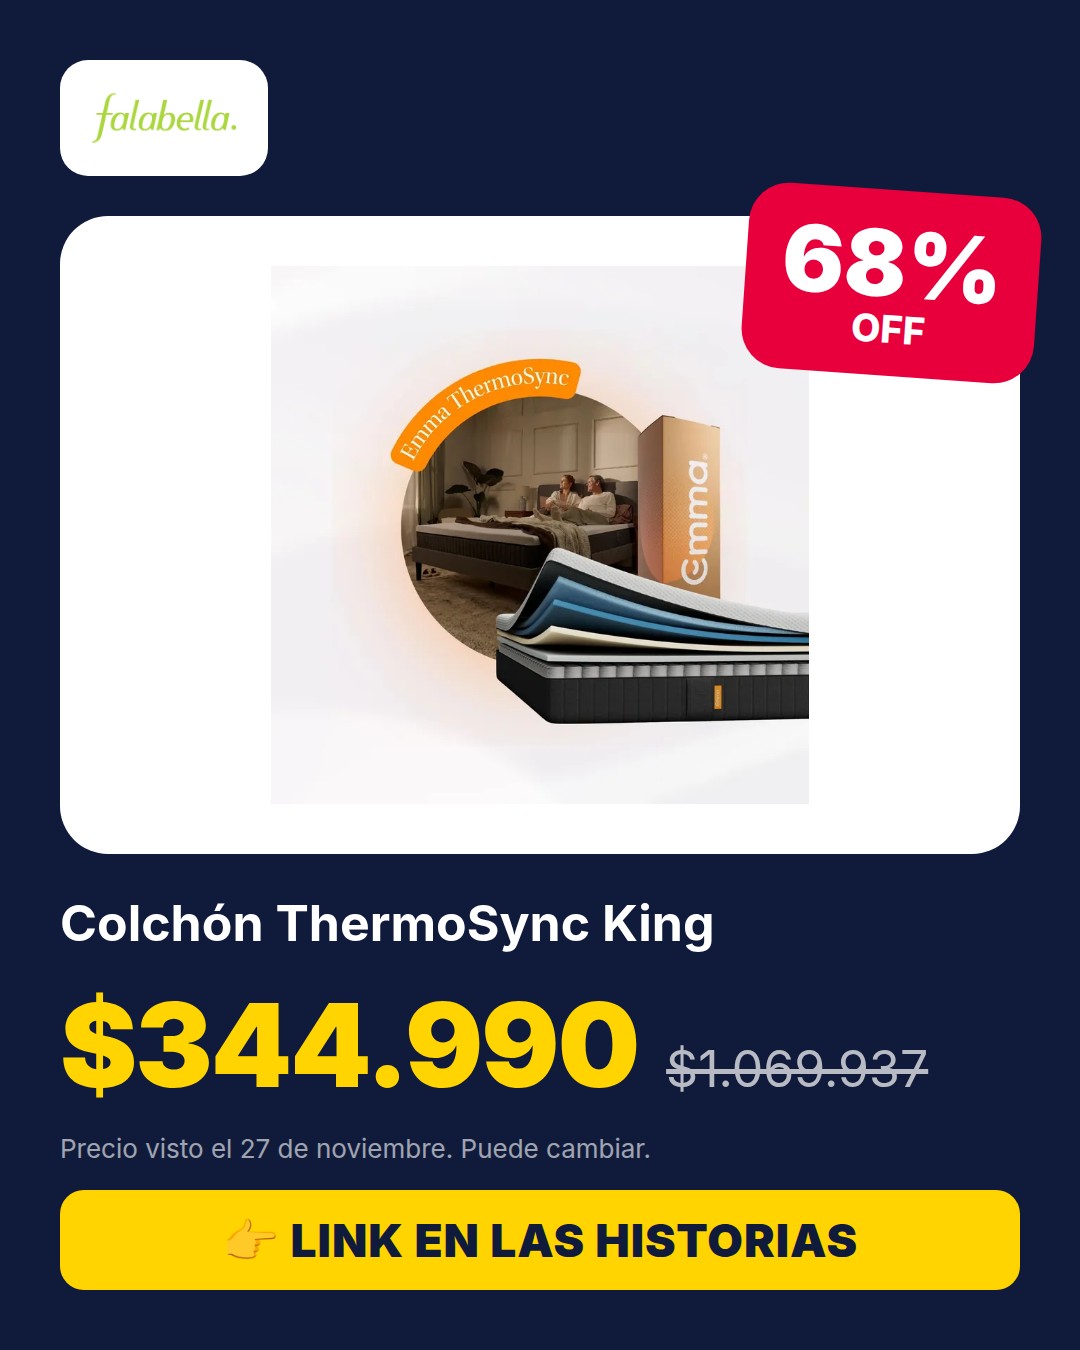 falabella.
68%
OFF
Emma ThermoSync
emma.
Colchón ThermoSync King
$344.990 $1.069.937
Precio visto el 27 de noviembre. Puede cambiar.
👉 LINK EN LAS HISTORIAS